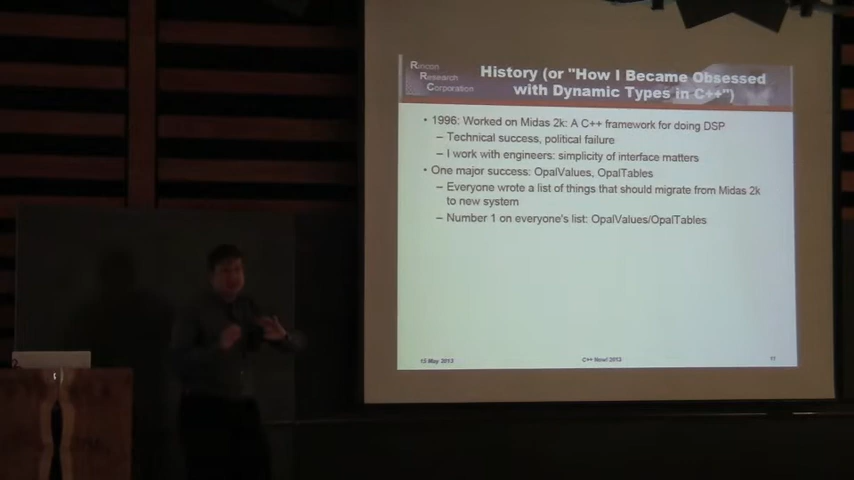 Rincon
Research
Corporation
History (or "How I Became Obsessed
with Dynamic Types in C++")
• 1996: Worked on Midas 2k: A C++ framework for doing DSP
– Technical success, political failure
– I work with engineers: simplicity of interface matters
• One major success: OpalValues, OpalTables
– Everyone wrote a list of things that should migrate from Midas 2k
to new system
– Number 1 on everyone's list: OpalValues/OpalTables
15 May 2013
C++ Now! 2013